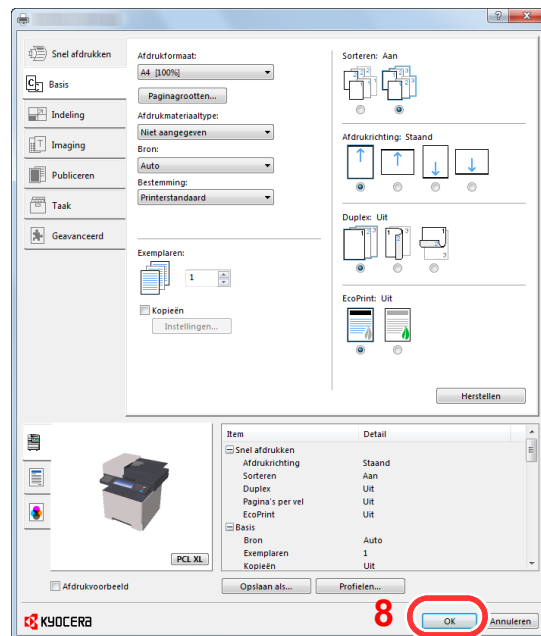 Snel afdrukken
Basis
Indeling
Imaging
Publiceren
Taak
Geavanceerd
Afdrukformaat:
A4 [100%]
Paginagrootten...
Afdrukmateriaaltype:
Niet aangegeven
Bron:
Auto
Bestemming:
Printerstandaard
Exemplaren:
1
Kopieën
Instellingen...
Sorteren: Aan
Afdrukrichting: Staand
Duplex: Uit
EcoPrint: Uit
Herstellen
Item Detail
Snel afdrukken
Afdrukrichting Staand
Sorteren Aan
Duplex Uit
Pagina's per vel Uit
EcoPrint Uit
Basis
Bron Auto
Exemplaren 1
Kopieën Uit
PCL XL
Afdrukvoorbeeld
Opslaan als...
Profielen...
KYOCERA
8
OK
Annuleren